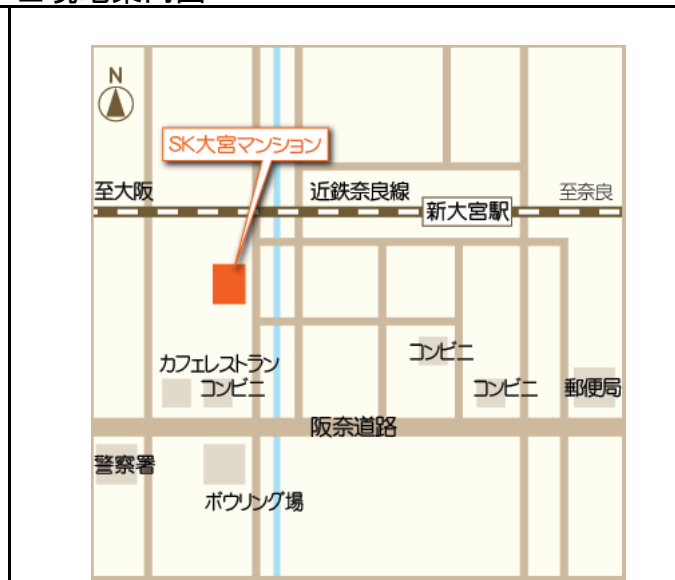 N
SK大宮マンション
至大阪
近鉄奈良線
至奈良
新大宮駅
コンビニ
カフェレストラン
コンビニ
コンビニ
郵便局
阪奈道路
警察署
ボウリング場